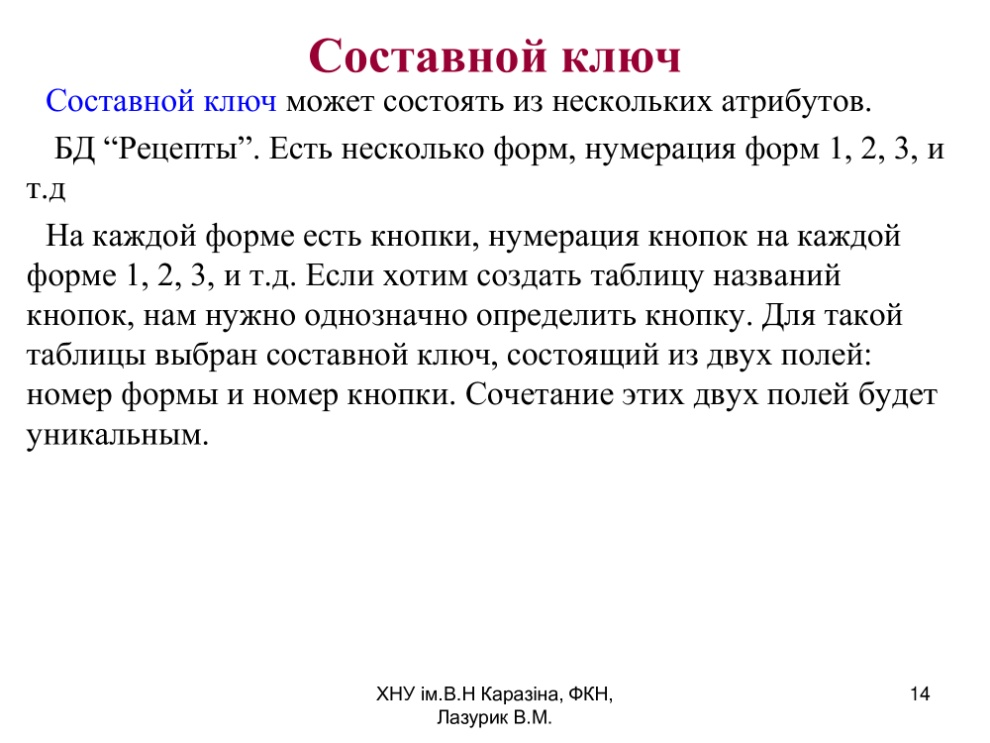 Составной ключ
Составной ключ может состоять из нескольких атрибутов.
БД “Рецепты”. Есть несколько форм, нумерация форм 1, 2, 3, и
т.д
На каждой форме есть кнопки, нумерация кнопок на каждой
форме 1, 2, 3, и т.д. Если хотим создать таблицу названий
кнопок, нам нужно однозначно определить кнопку. Для такой
таблицы выбран составной ключ, состоящий из двух полей:
номер формы и номер кнопки. Сочетание этих двух полей будет
уникальным.
ХНУ ім.В.Н Каразіна, ФКН,
Лазурик В.М.
14